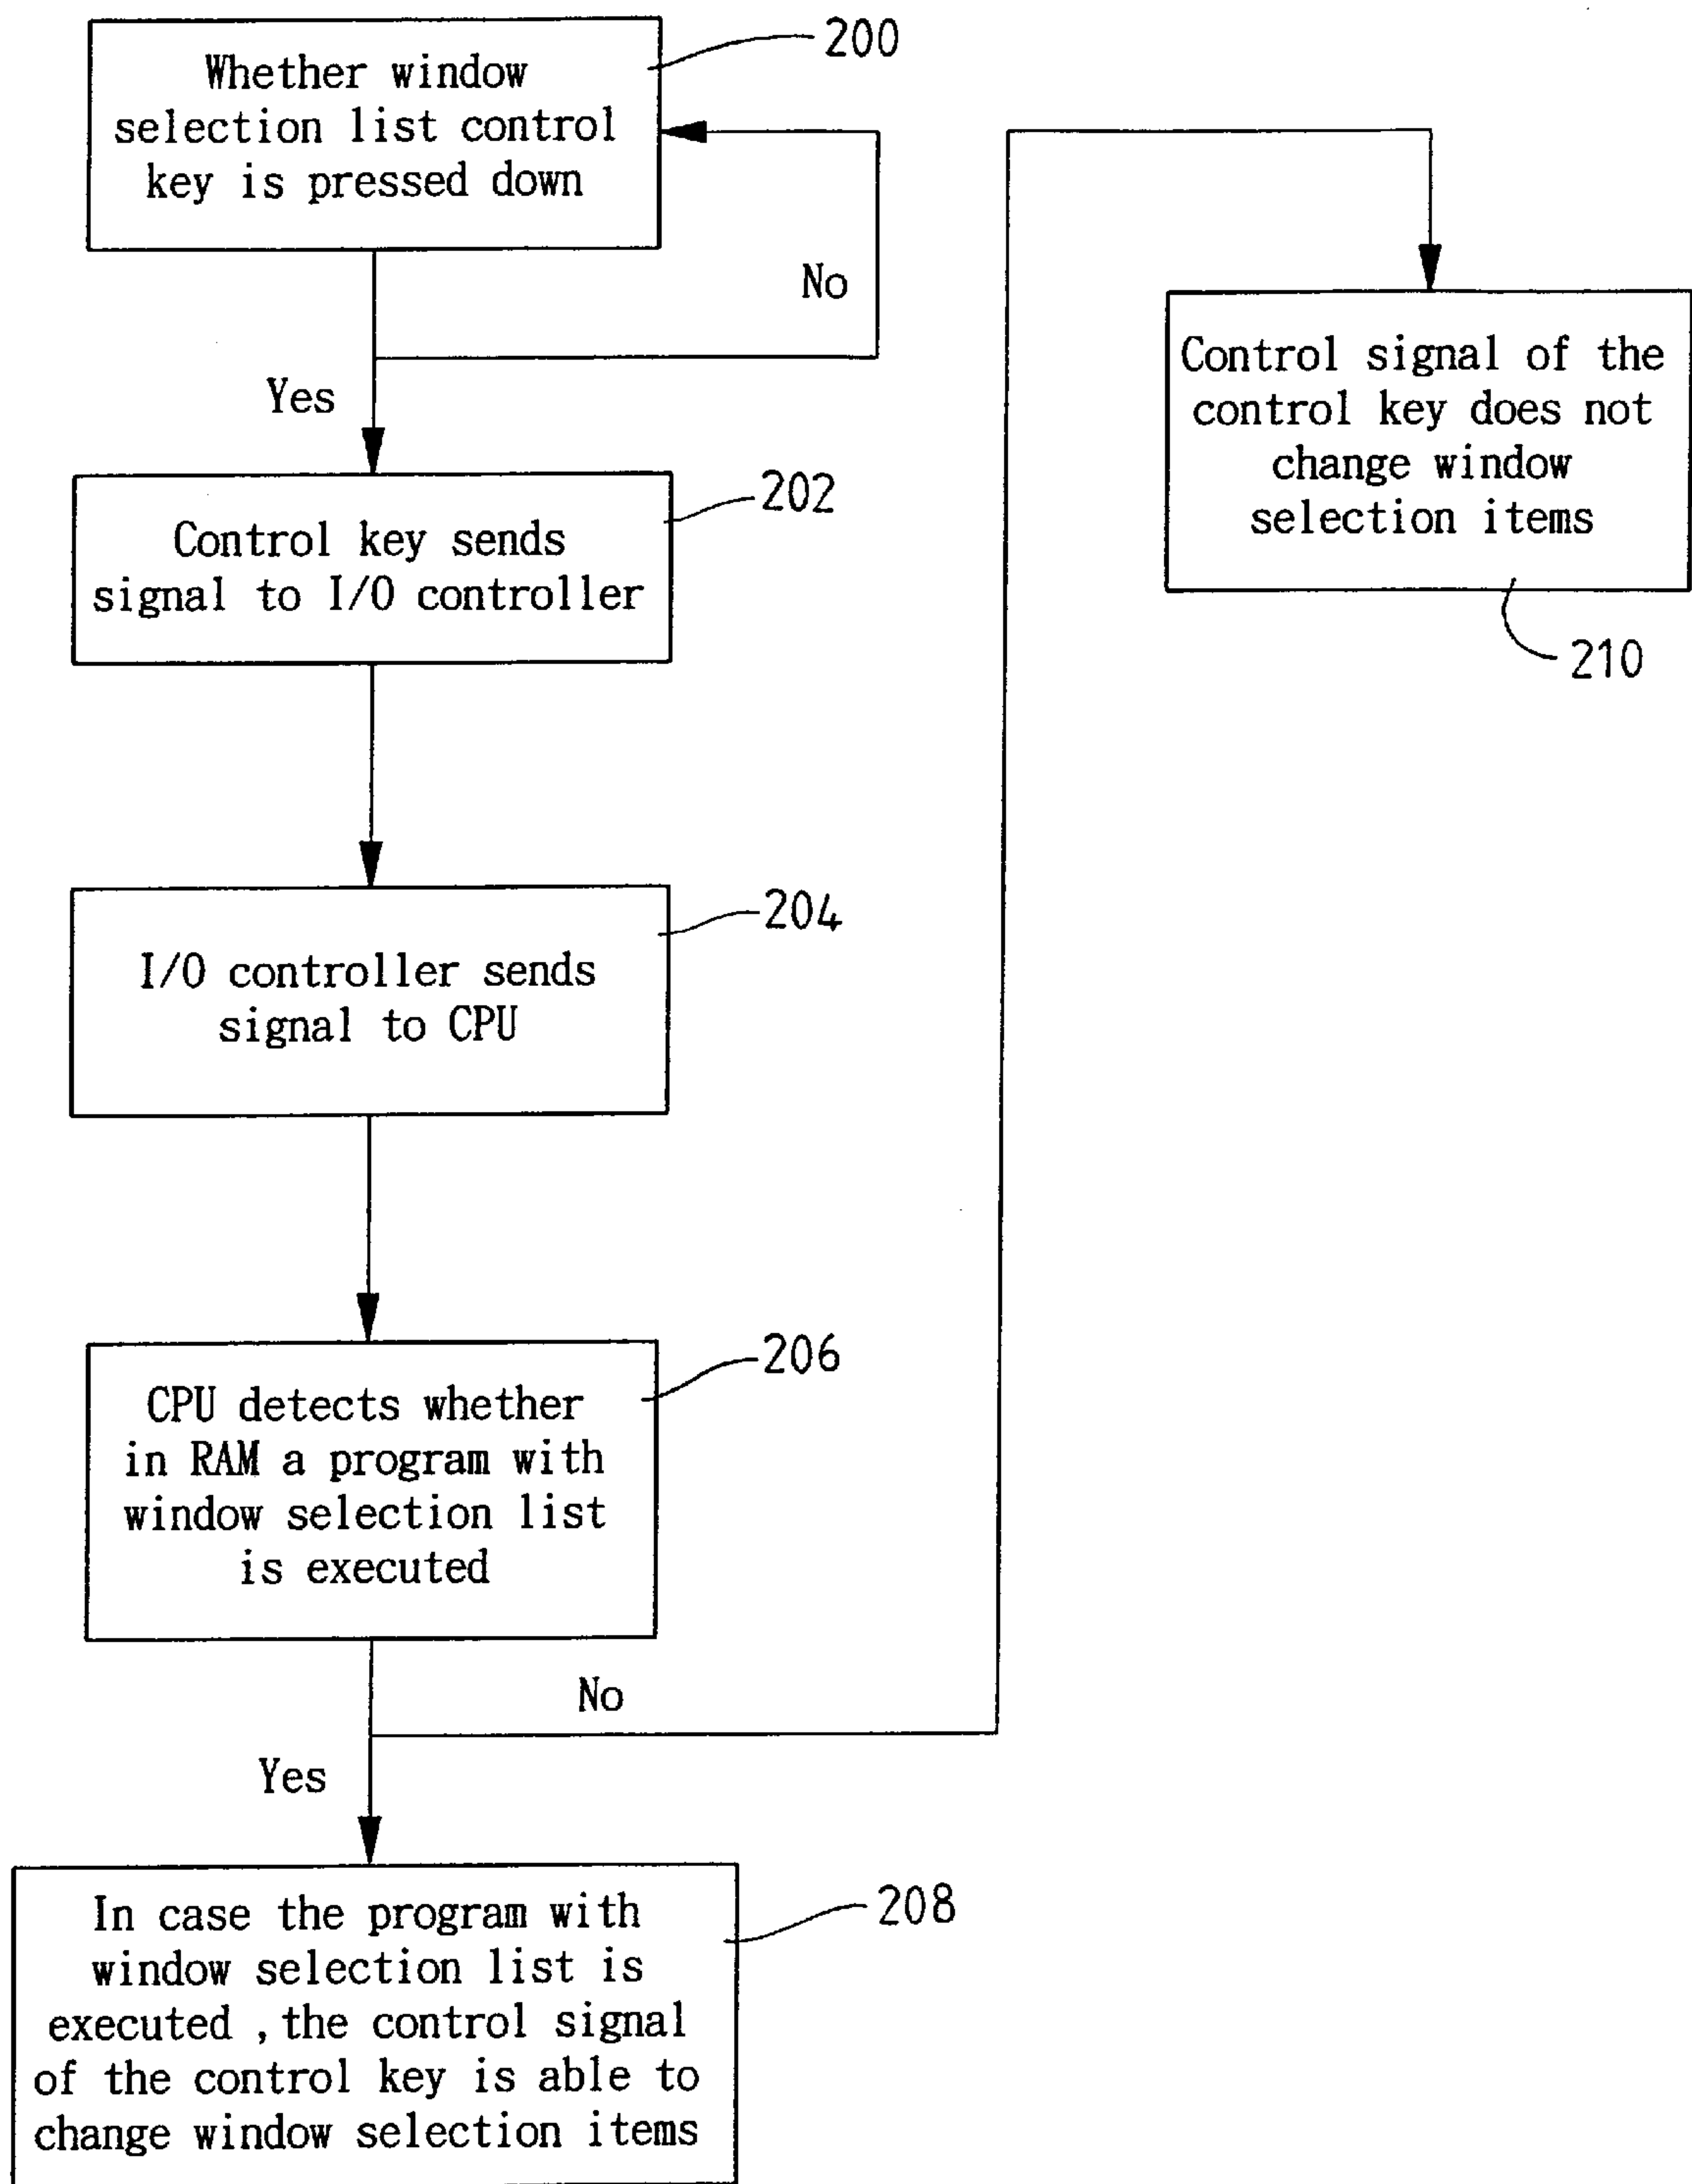 200
Whether window
selection list control
key is pressed down
No
Yes
202
Control key sends
signal to I/O controller
204
I/O controller sends
signal to CPU
206
CPU detects whether
in RAM a program with
window selection list
is executed
No
Yes
208
In case the program with
window selection list is
executed ,the control signal
of the control key is able to
change window selection items
Control signal of the
control key does not
change window
selection items
210